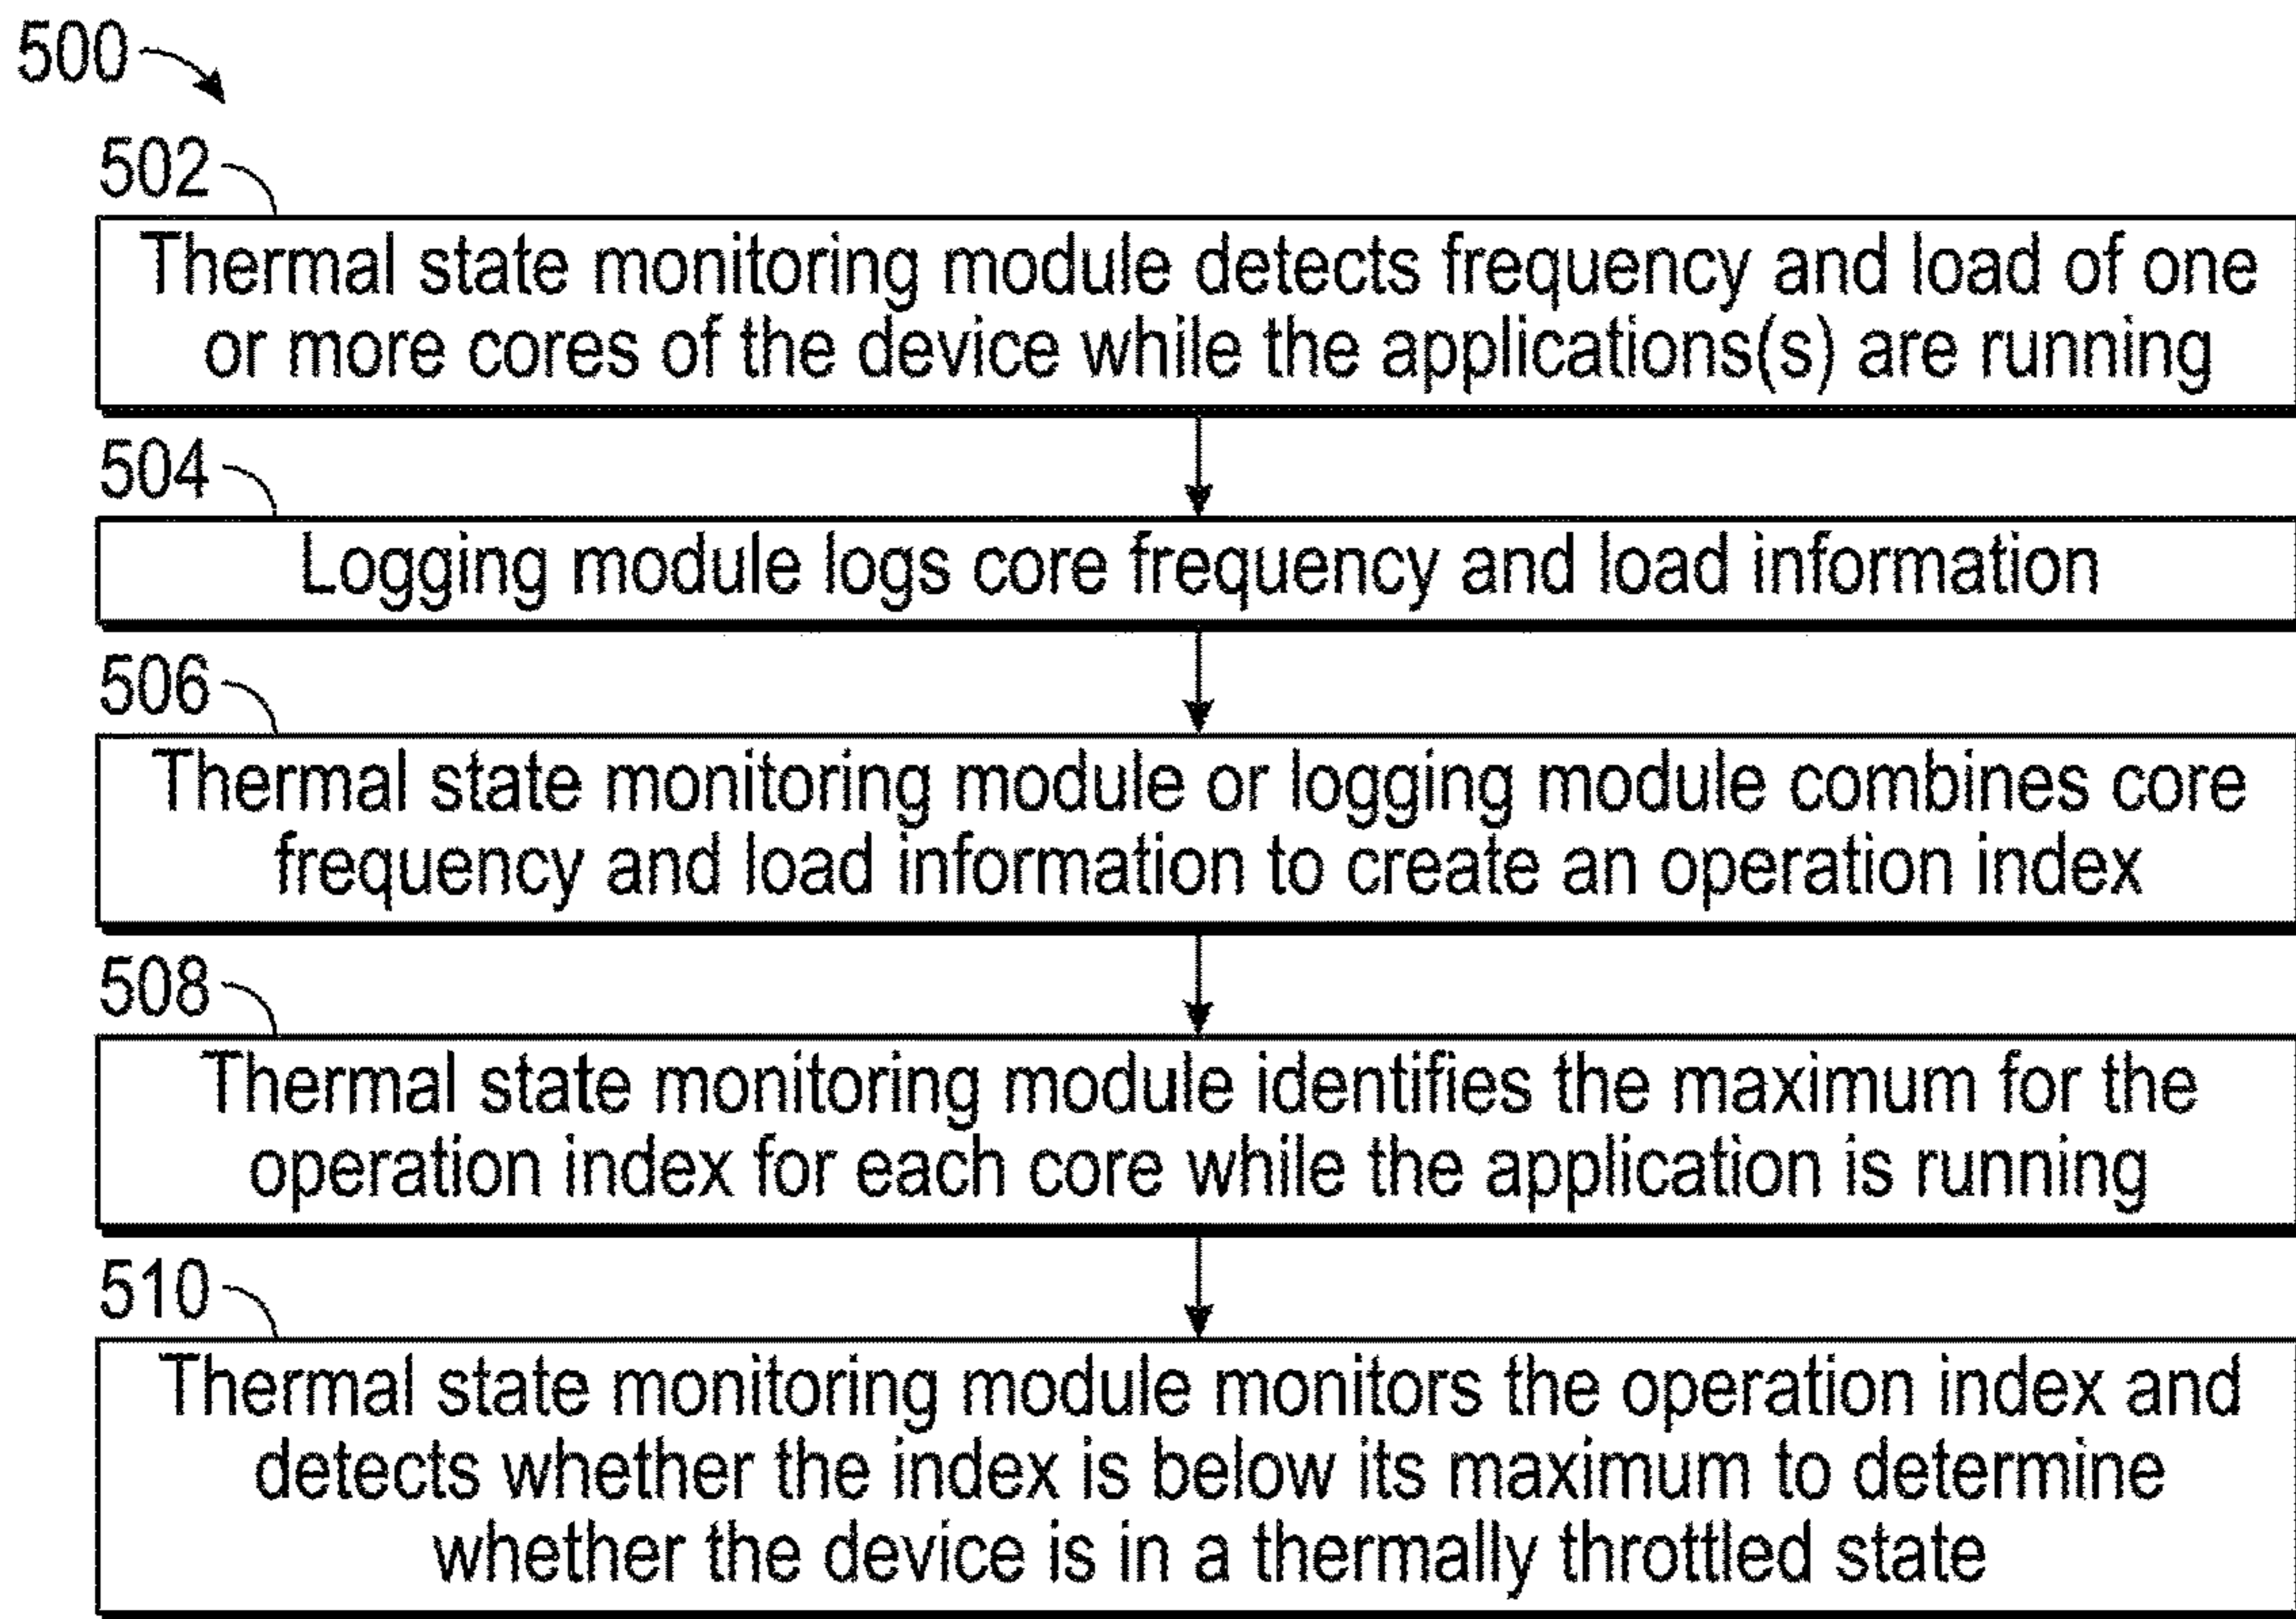 500
502
Thermal state monitoring module detects frequency and load of one
or more cores of the device while the applications(s) are running
504
Logging module logs core frequency and load information
506
Thermal state monitoring module or logging module combines core
frequency and load information to create an operation index
508
Thermal state monitoring module identifies the maximum for the
operation index for each core while the application is running
510
Thermal state monitoring module monitors the operation index and
detects whether the index is below its maximum to determine
whether the device is in a thermally throttled state